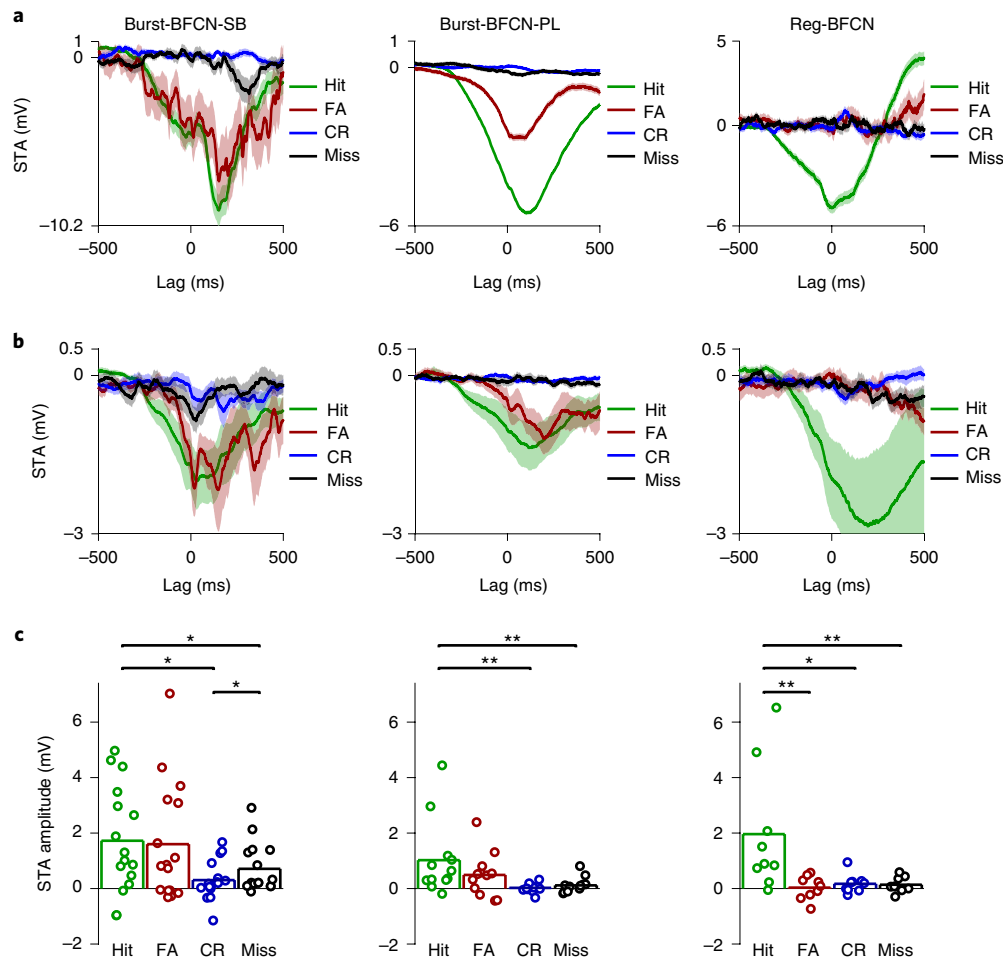 a
Burst-BFCN-SB Burst-BFCN-PL Reg-BFCN
1 0 –10.2
STA (mV)
Hit
FA
CR
Miss
–500 0 500
Lag (ms)
1 0 –6
Hit
FA
CR
Miss
–500 0 500
Lag (ms)
5 0 –6
Hit
FA
CR
Miss
–500 0 500
Lag (ms)
b
0.5 0 –3
STA (mV)
Hit
FA
CR
Miss
–500 0 500
Lag (ms)
0.5 0 –3
Hit
FA
CR
Miss
–500 0 500
Lag (ms)
0.5 0 –3
Hit
FA
CR
Miss
–500 0 500
Lag (ms)
c
* * *
6 4 2 0 –2
STA amplitude (mV)
Hit FA CR Miss
** **
6 4 2 0 –2
Hit FA CR Miss
** * **
6 4 2 0 –2
Hit FA CR Miss